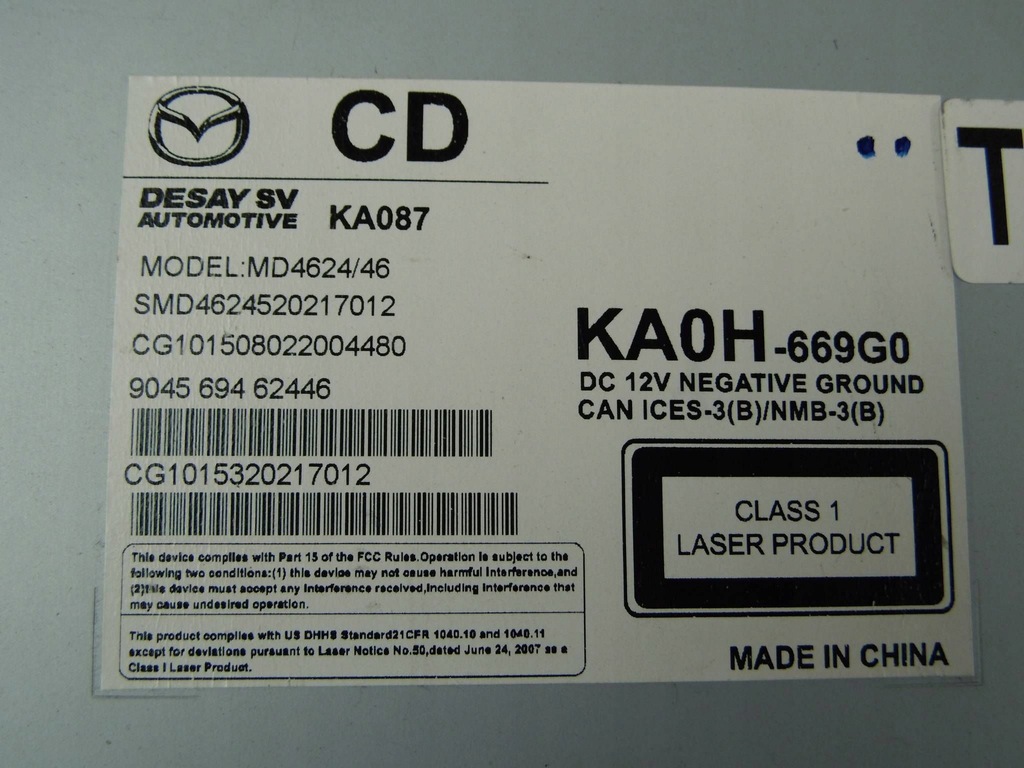 CD
T
DESAY SV
AUTOMOTIVE KA087
MODEL:MD4624/46
SMD4624520217012
CG101508022004480
9045 694 62446
CG1015320217012
KA0H-669G0
DC 12V NEGATIVE GROUND
CAN ICES-3(B)/NMB-3(B)
CLASS 1
LASER PRODUCT
This device complies with Part 15 of the FCC Rules.Operation is subject to the
following two conditions:(1) this device may not cause harmful Interference,and
(2)this device must accept any Interference received,Including Interference that
may cause undesired operation.
This product complies with US DHHS Standard21CFR 1040.10 and 1040.11
except for deviations pursuant to Laser Notice No.50,dated June 24, 2007 as a
Class I Laser Product.
MADE IN CHINA